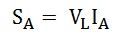 S_A = V_L I_A